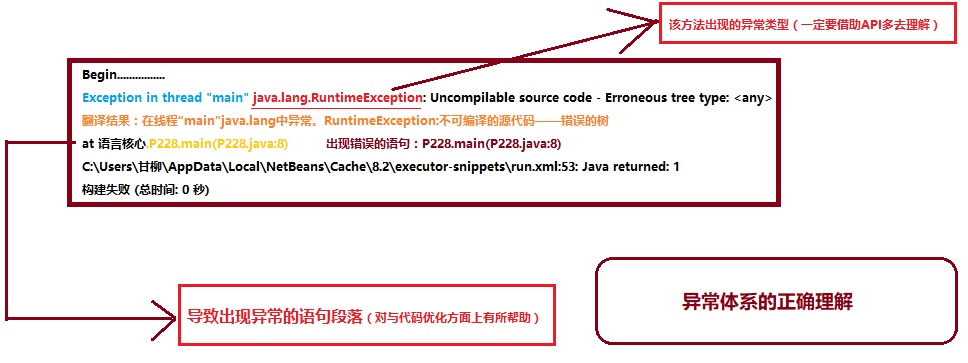 该方法出现的异常类型（一定要借助API多去理解）
Begin................
Exception in thread "main" java.lang.RuntimeException: Uncompilable source code - Erroneous tree type: <any>
翻译结果：在线程“main”java.lang中异常。RuntimeException:不可编译的源代码——错误的树
at 语言核心.P228.main(P228.java:8) 出现错误的语句：P228.main(P228.java:8)
C:\Users\甘柳\AppData\Local\NetBeans\Cache\8.2\executor-snippets\run.xml:53: Java returned: 1
构建失败 (总时间: 0 秒)
导致出现异常的语句段落（对与代码优化方面上有所帮助）
异常体系的正确理解